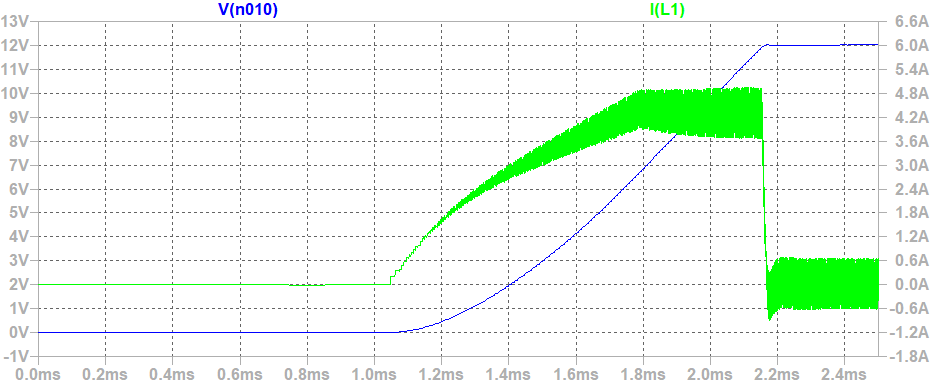 V(n010) I(L1)
13V 6.6A
12V 6.0A
11V 5.4A
10V 4.8A
9V 4.2A
8V 3.6A
7V 3.0A
6V 2.4A
5V 1.8A
4V 1.2A
3V 0.6A
2V 0.0A
1V -0.6A
0V -1.2A
-1V -1.8A
0.0ms 0.2ms 0.4ms 0.6ms 0.8ms 1.0ms 1.2ms 1.4ms 1.6ms 1.8ms 2.0ms 2.2ms 2.4ms